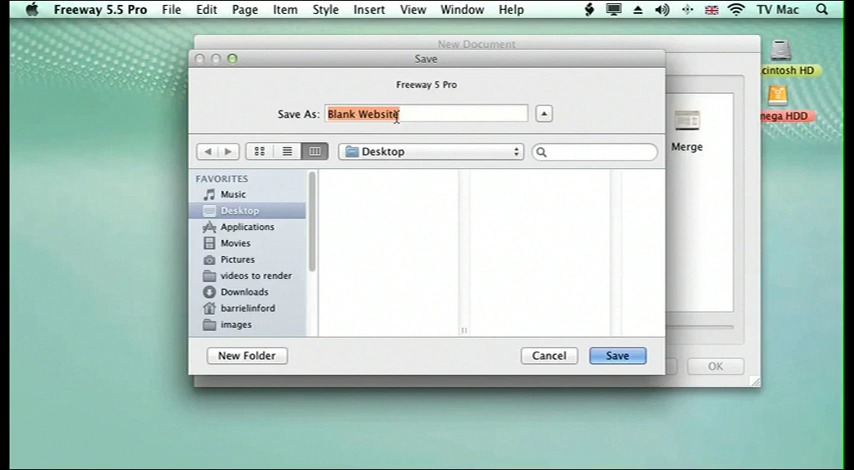 Freeway 5.5 Pro File Edit Page Item Style Insert View Window Help TV Mac
New Document
Save
Freeway 5 Pro
Save As: Blank Website
Desktop
FAVORITES
Music
Desktop
Applications
Movies
Pictures
videos to render
Downloads
barrielinford
images
New Folder Cancel Save
Merge
OK
cintosh HD
mega HDD